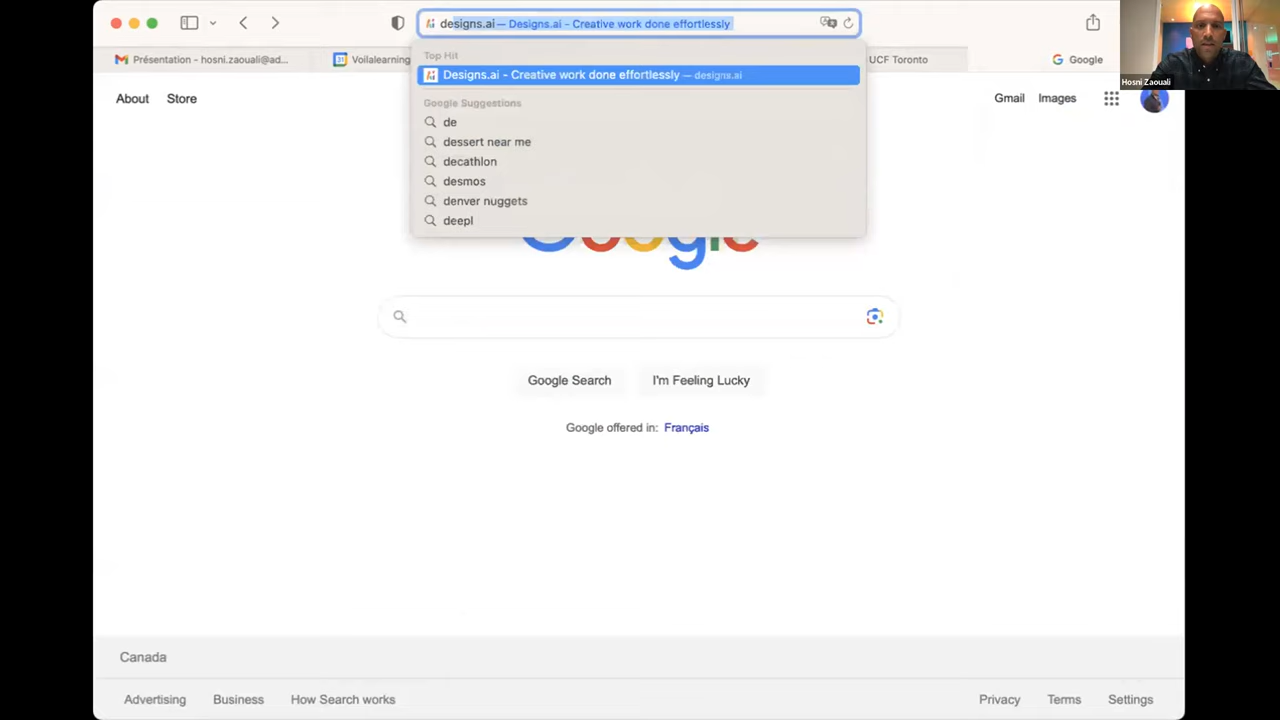 designs.ai — Designs.ai - Creative work done effortlessly
Présentation - hosni.zaouali@ad...
Voilalearning
UCF Toronto
Google
Hosni Zaouali
Top Hit
Designs.ai - Creative work done effortlessly — designs.ai
About
Store
Gmail
Images
Google Suggestions
de
dessert near me
decathlon
desmos
denver nuggets
deepl
Google
Google Search
I'm Feeling Lucky
Google offered in: Français
Canada
Advertising
Business
How Search works
Privacy
Terms
Settings